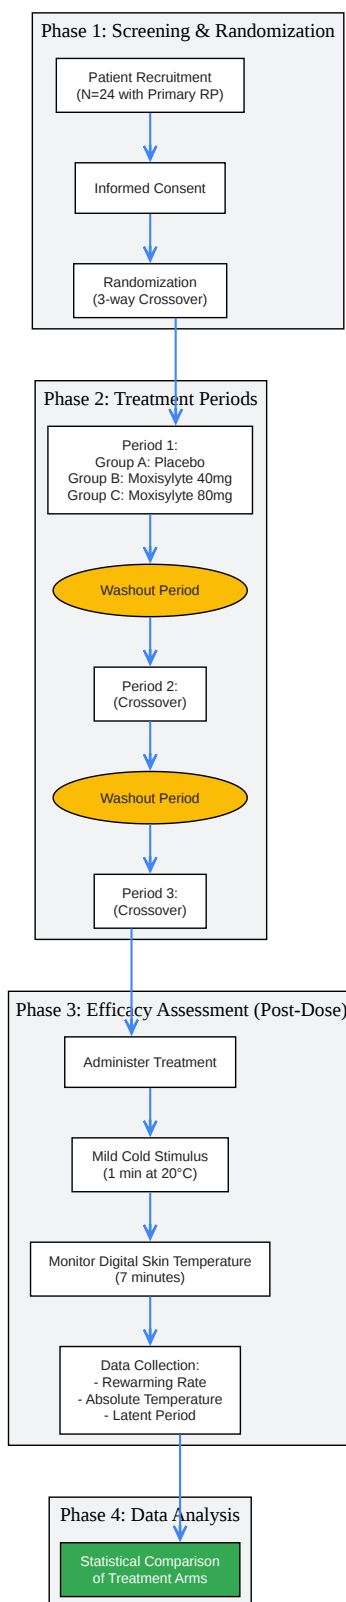 Phase 1: Screening & Randomization
Patient Recruitment
(N=24 with Primary RP)
Informed Consent
Randomization
(3-way Crossover)
Phase 2: Treatment Periods
Period 1:
Group A: Placebo
Group B: Moxisylyte 40mg
Group C: Moxisylyte 80mg
Washout Period
Period 2:
(Crossover)
Washout Period
Period 3:
(Crossover)
Phase 3: Efficacy Assessment (Post-Dose)
Administer Treatment
Mild Cold Stimulus
(1 min at 20°C)
Monitor Digital Skin Temperature
(7 minutes)
Data Collection:
- Rewarming Rate
- Absolute Temperature
- Latent Period
Phase 4: Data Analysis
Statistical Comparison
of Treatment Arms